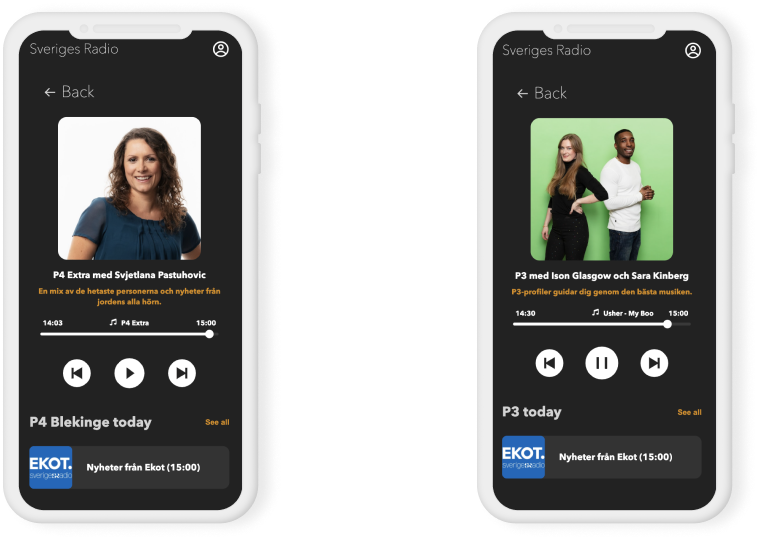 Sveriges Radio
← Back
P4 Extra med Svjetlana Pastuhovic
En mix av de hetaste personerna och nyheter från
jordens alla hörn.
14:03 P4 Extra 15:00
P4 Blekinge today See all
EKOT.
sverigesradio
Nyheter från Ekot (15:00)
Sveriges Radio
← Back
P3 med Ison Glasgow och Sara Kinberg
P3-profiler guidar dig genom den bästa musiken.
14:30 Usher - My Boo 15:00
P3 today See all
EKOT.
sverigesradio
Nyheter från Ekot (15:00)